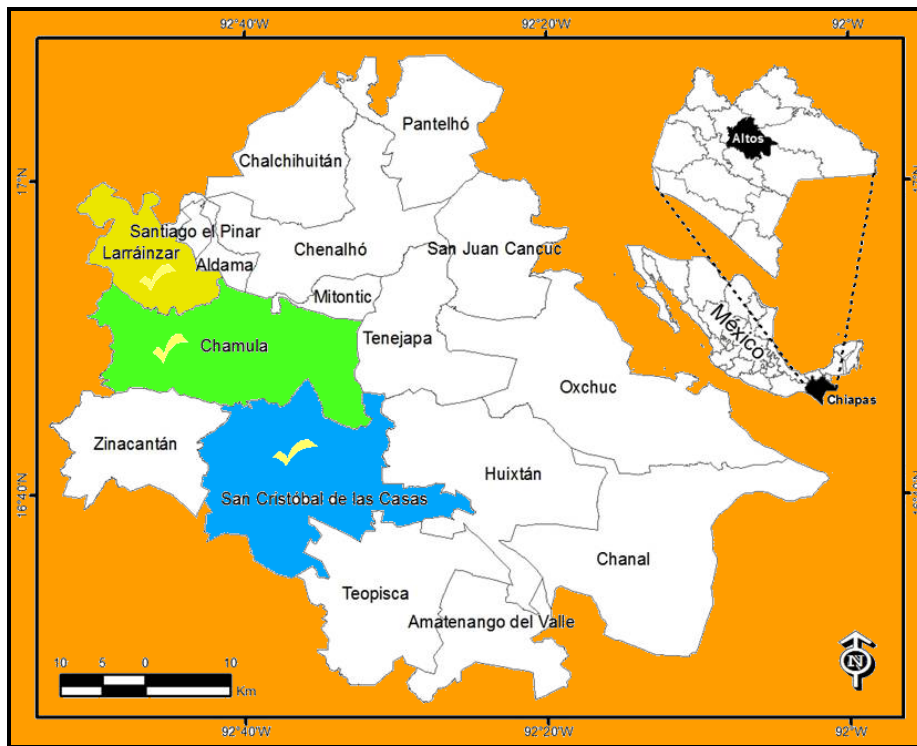 92°40'W
92°20'W
92°W
Pantelhó
Altos
Chalchihuitán
17°N
Santiago el Pinar
Larráinzar
Chenalhó
San Juan Cancuc
Aldama
Mitontic
México
Chamula
Tenejapa
Oxchuc
Chiapas
Zinacantán
Huixtán
16°40'N
San Cristóbal de las Casas
Chanal
Teopisca
Amatenango del Valle
10 5 0 10
Km
N
92°40'W
92°20'W
92°W